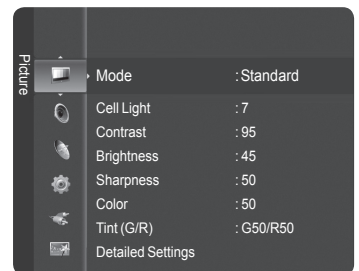 Picture
Mode : Standard
Cell Light : 7
Contrast : 95
Brightness : 45
Sharpness : 50
Color : 50
Tint (G/R) : G50/R50
Detailed Settings